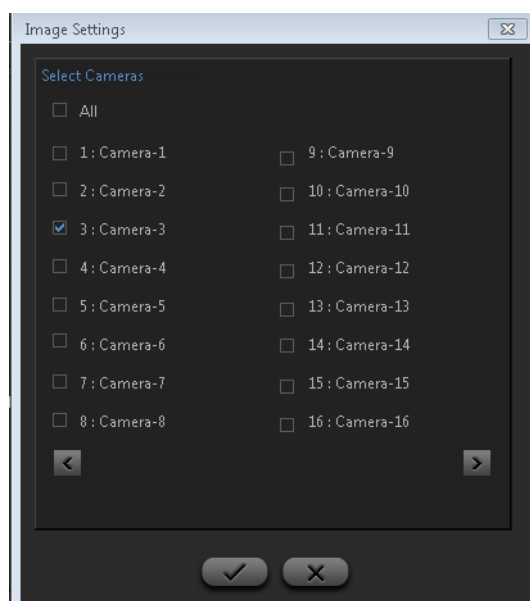 Image Settings
Select Cameras
All
1 : Camera-1
2 : Camera-2
3 : Camera-3
4 : Camera-4
5 : Camera-5
6 : Camera-6
7 : Camera-7
8 : Camera-8
9 : Camera-9
10 : Camera-10
11 : Camera-11
12 : Camera-12
13 : Camera-13
14 : Camera-14
15 : Camera-15
16 : Camera-16